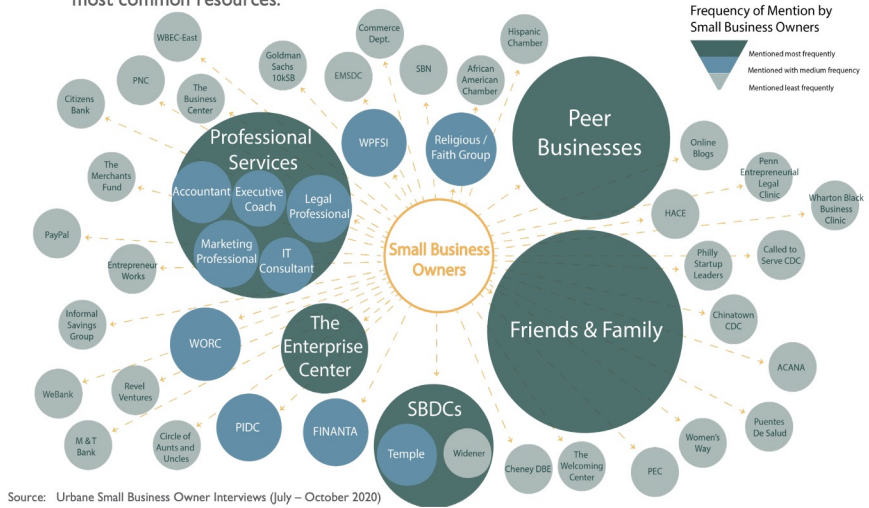 most common resources.
Frequency of Mention by
Small Business Owners
Mentioned most frequently
Mentioned with medium frequency
Mentioned least frequently
WBEC-East
PNC
Citizens
Bank
The
Business
Center
Goldman
Sachs
10kSB
Commerce
Dept.
EMSDC
SBN
African
American
Chamber
Hispanic
Chamber
WPFSI
Religious /
Faith Group
Peer
Businesses
Professional
Services
Accountant
Executive
Coach
Legal
Professional
Marketing
Professional
IT
Consultant
The
Merchants
Fund
PayPal
Entrepreneur
Works
Informal
Savings
Group
Small Business
Owners
Online
Blogs
Penn
Entrepreneurial
Legal
Clinic
Wharton Black
Business
Clinic
HACE
Philly
Startup
Leaders
Called to
Serve CDC
Chinatown
CDC
Friends & Family
ACANA
The
Enterprise
Center
WORC
WeBank
Revel
Ventures
M & T
Bank
Circle of
Aunts and
Uncles
PIDC
FINANTA
SBDCs
Temple
Widener
Cheney DBE
The
Welcoming
Center
PEC
Women's
Way
Puentes
De Salud
Source: Urbane Small Business Owner Interviews (July – October 2020)